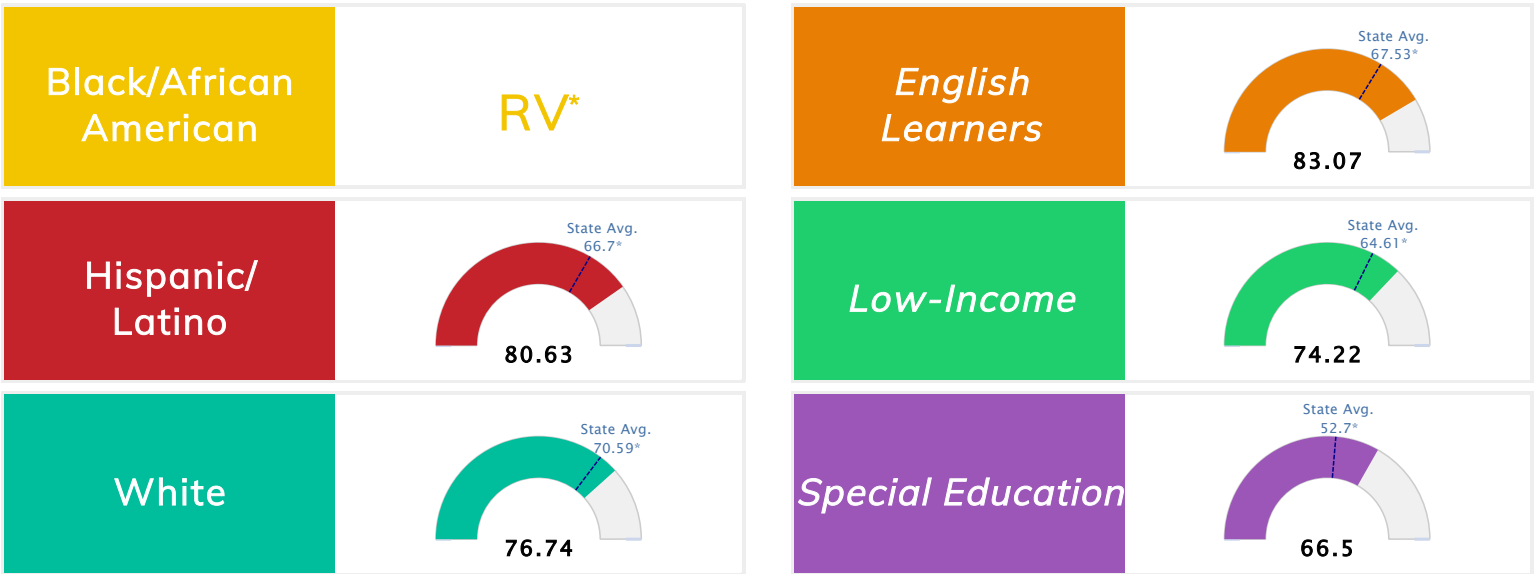 Black/African
American
RV*
English
Learners
State Avg.
67.53*
83.07
Hispanic/
Latino
State Avg.
66.7*
80.63
Low-Income
State Avg.
64.61*
74.22
White
State Avg.
70.59*
76.74
Special Education
State Avg.
52.7*
66.5